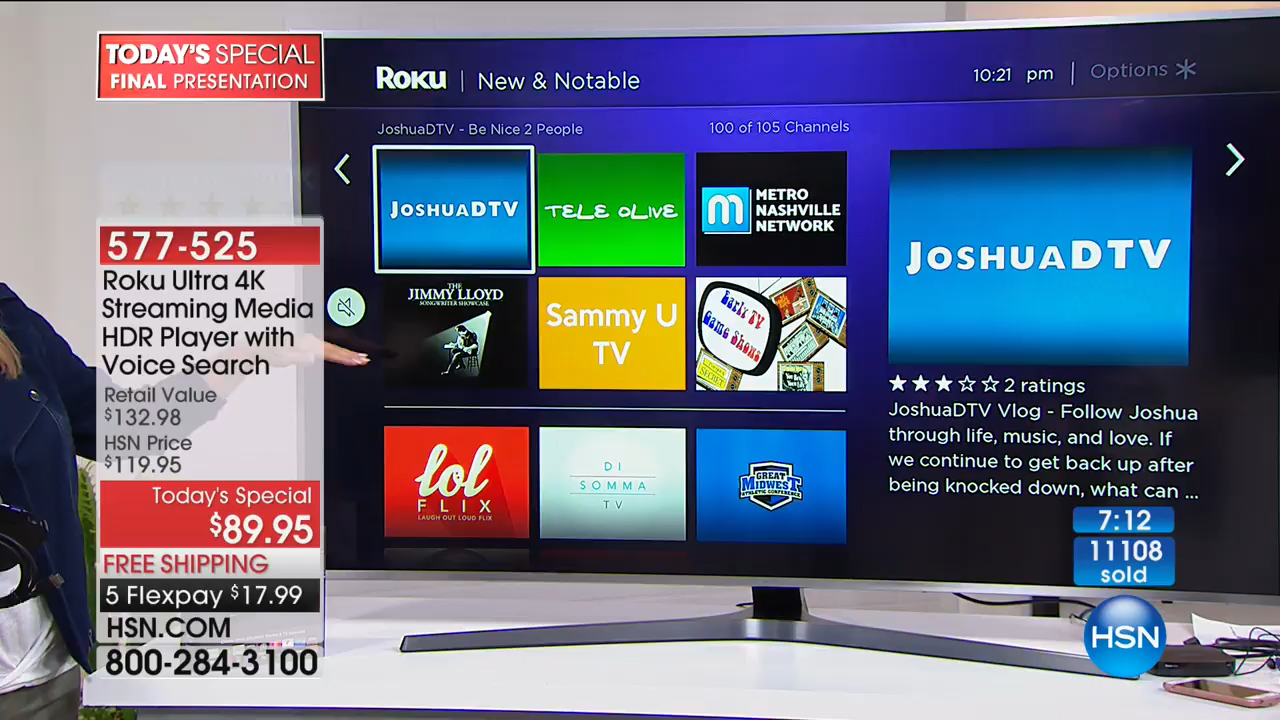 TODAY'S SPECIAL
FINAL PRESENTATION
577-525
Roku Ultra 4K
Streaming Media
HDR Player with
Voice Search
Retail Value
$132.98
HSN Price
$119.95
Today's Special
$89.95
FREE SHIPPING
5 Flexpay $17.99
HSN.COM
800-284-3100
ROKU | New & Notable
10:21 pm | Options
JoshuaDTV - Be Nice 2 People
100 of 105 Channels
JOSHUADTV
TELE OLIVE
m METRO
NASHVILLE
NETWORK
THE
JIMMY LLOYD
SONGWRITER SHOWCASE
Sammy U
TV
Early TV
Game Shows
lol
FLIX
LAUGH OUT LOUD FLIX
DI
SOMMA
TV
GREAT
MIDWEST
ATHLETIC CONFERENCE
JOSHUADTV
2 ratings
JoshuaDTV Vlog - Follow Joshua
through life, music, and love. If
we continue to get back up after
being knocked down, what can ...
7:12
11108
sold
HSN